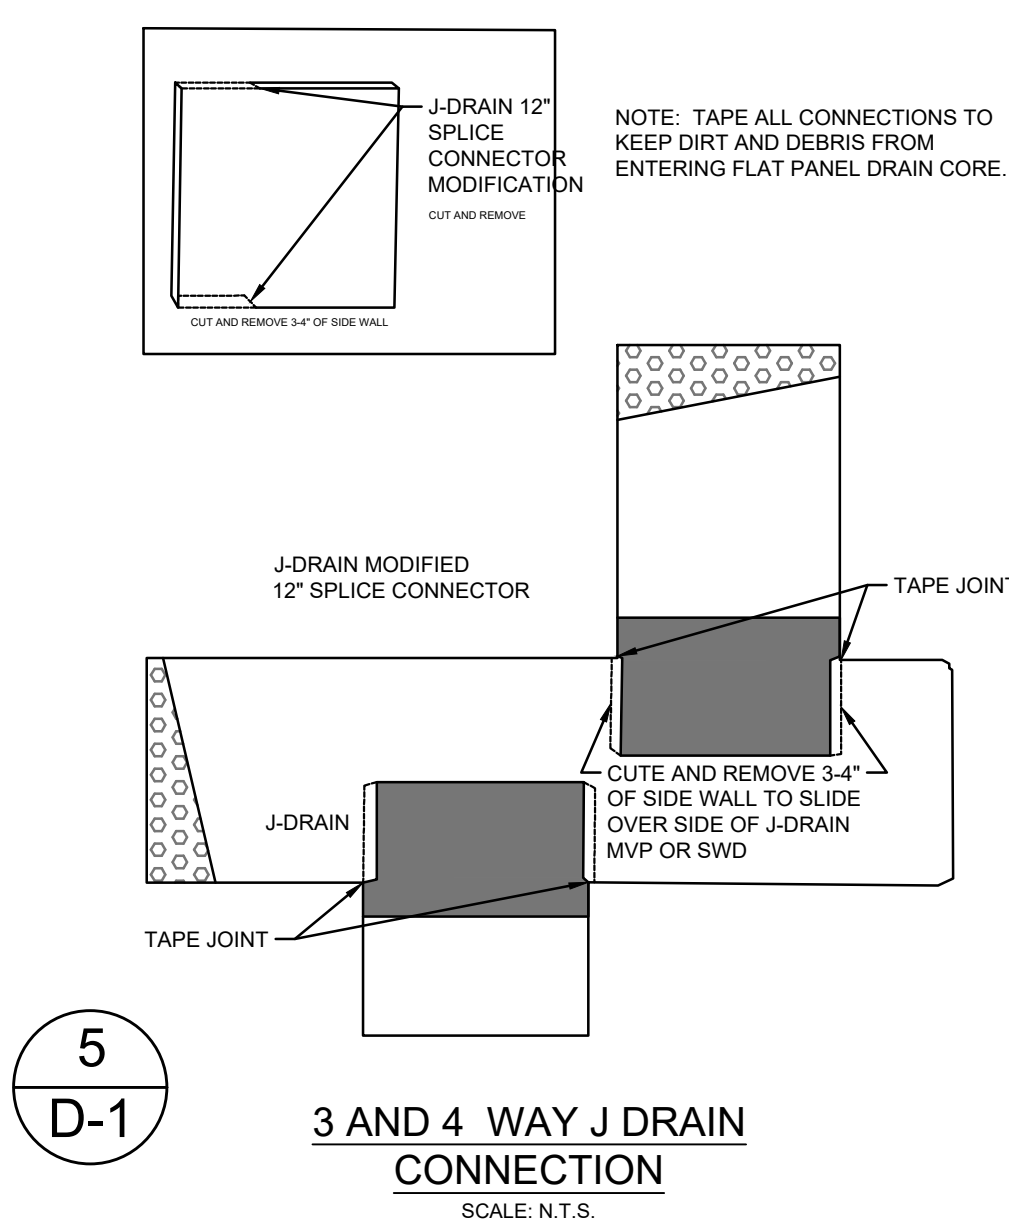 J-DRAIN 12"
SPLICE
CONNECTOR
MODIFICATION
CUT AND REMOVE
CUT AND REMOVE 3-4" OF SIDE WALL
NOTE: TAPE ALL CONNECTIONS TO
KEEP DIRT AND DEBRIS FROM
ENTERING FLAT PANEL DRAIN CORE.
J-DRAIN MODIFIED
12" SPLICE CONNECTOR
TAPE JOINT
CUTE AND REMOVE 3-4"
OF SIDE WALL TO SLIDE
OVER SIDE OF J-DRAIN
MVP OR SWD
J-DRAIN
TAPE JOINT
5
D-1
3 AND 4 WAY J DRAIN
CONNECTION
SCALE: N.T.S.